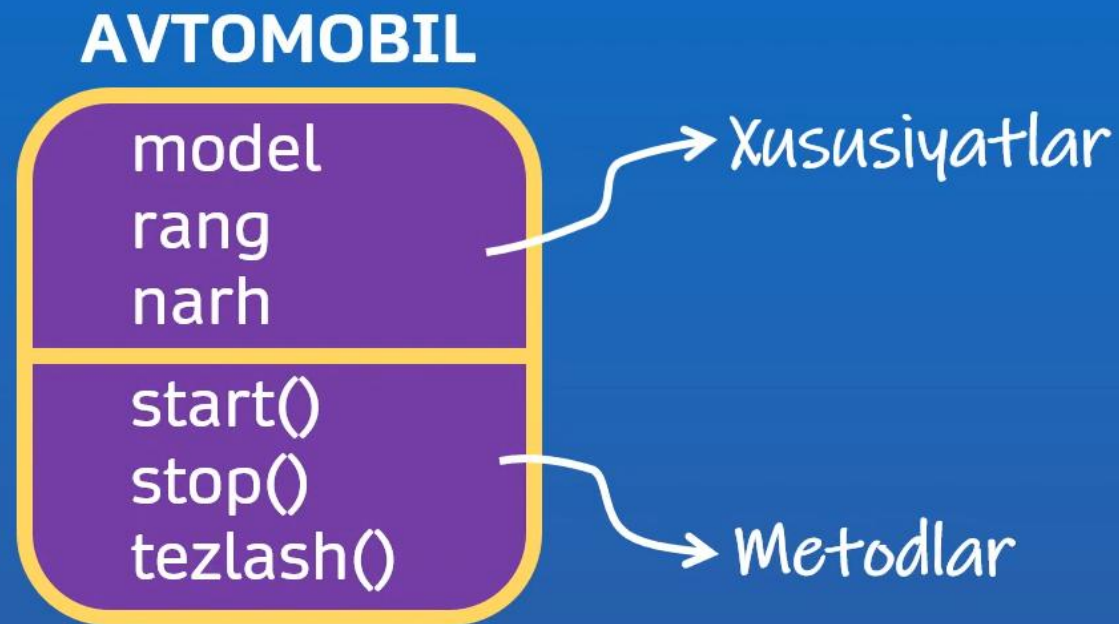 AVTOMOBIL
model
rang
narh
Xususiyatlar
start()
stop()
tezlash()
Metodlar